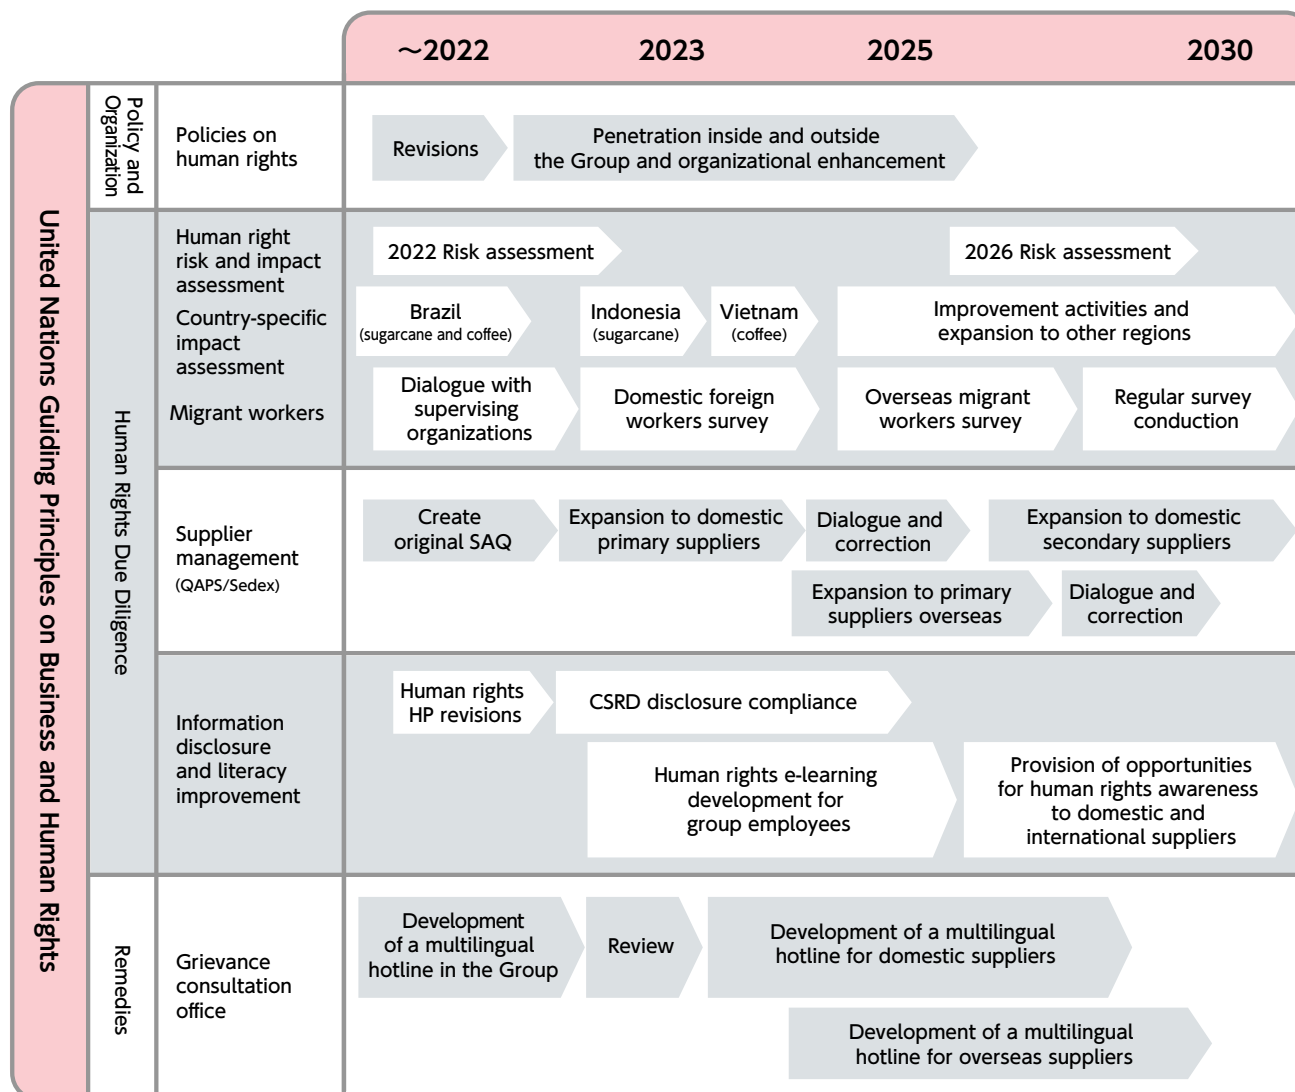 ~2022
2023
2025
2030
United Nations Guiding Principles on Business and Human Rights
Policy and
Organization
Policies on
human rights
Revisions
Penetration inside and outside
the Group and organizational enhancement
Human Rights Due Diligence
Human right
risk and impact
assessment
2022 Risk assessment
2026 Risk assessment
Country-specific
impact
assessment
Brazil
(sugarcane and coffee)
Indonesia
(sugarcane)
Vietnam
(coffee)
Improvement activities and
expansion to other regions
Migrant workers
Dialogue with
supervising
organizations
Domestic foreign
workers survey
Overseas migrant
workers survey
Regular survey
conduction
Supplier
management
(QAPS/Sedex)
Create
original SAQ
Expansion to domestic
primary suppliers
Dialogue and
correction
Expansion to domestic
secondary suppliers
Expansion to primary
suppliers overseas
Dialogue and
correction
Information
disclosure
and literacy
improvement
Human rights
HP revisions
CSRD disclosure compliance
Human rights e-learning
development for
group employees
Provision of opportunities
for human rights awareness
to domestic and
international suppliers
Remedies
Grievance
consultation
office
Development
of a multilingual
hotline in the Group
Review
Development of a multilingual
hotline for domestic suppliers
Development of a multilingual
hotline for overseas suppliers